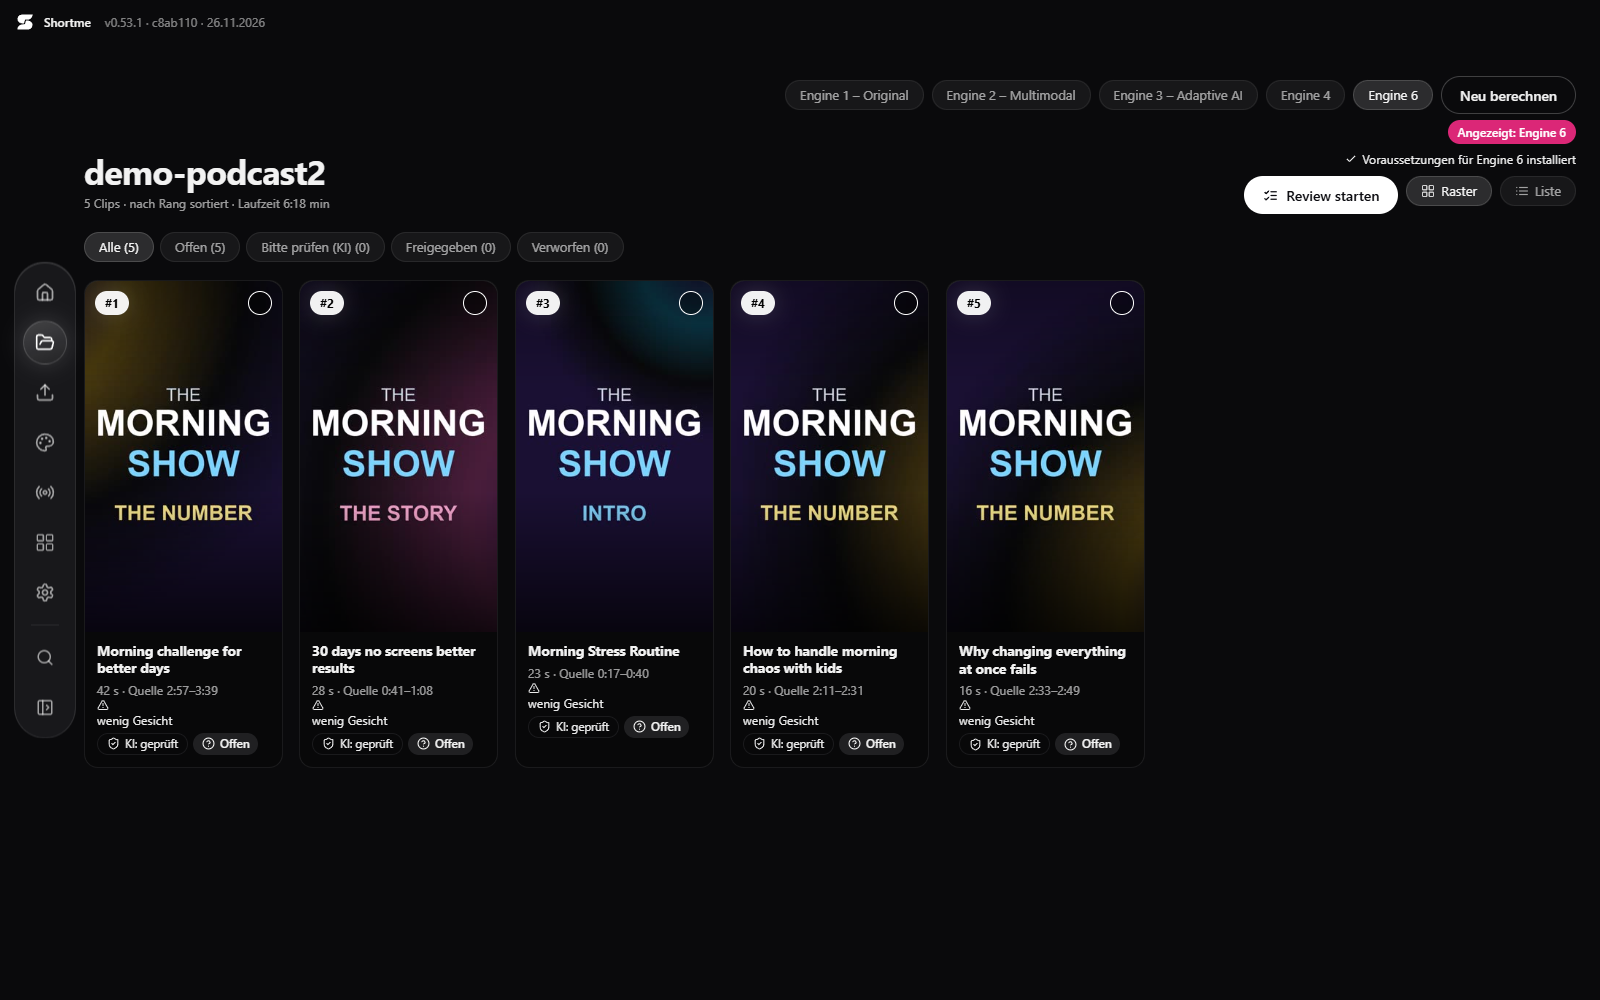 Shortme v0.53.1 · c8ab110 · 26.11.2026
Engine 1 – Original
Engine 2 – Multimodal
Engine 3 – Adaptive AI
Engine 4
Engine 6
Neu berechnen
Angezeigt: Engine 6
Voraussetzungen für Engine 6 installiert
demo-podcast2
5 Clips · nach Rang sortiert · Laufzeit 6:18 min
Review starten
Raster
Liste
Alle (5)
Offen (5)
Bitte prüfen (KI) (0)
Freigegeben (0)
Verworfen (0)
#1
THE
MORNING
SHOW
THE NUMBER
Morning challenge for
better days
42 s · Quelle 2:57–3:39
wenig Gesicht
KI: geprüft
Offen
#2
THE
MORNING
SHOW
THE STORY
30 days no screens better
results
28 s · Quelle 0:41–1:08
wenig Gesicht
KI: geprüft
Offen
#3
THE
MORNING
SHOW
INTRO
Morning Stress Routine
23 s · Quelle 0:17–0:40
wenig Gesicht
KI: geprüft
Offen
#4
THE
MORNING
SHOW
THE NUMBER
How to handle morning
chaos with kids
20 s · Quelle 2:11–2:31
wenig Gesicht
KI: geprüft
Offen
#5
THE
MORNING
SHOW
THE NUMBER
Why changing everything
at once fails
16 s · Quelle 2:33–2:49
wenig Gesicht
KI: geprüft
Offen